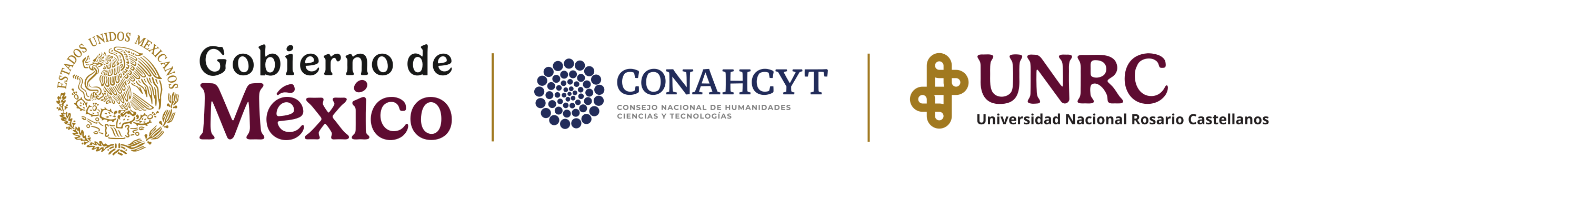 ESTADOS UNIDOS MEXICANOS
Gobierno de
México
CONAHCYT
CONSEJO NACIONAL DE HUMANIDADES
CIENCIAS Y TECNOLOGÍAS
UNRC
Universidad Nacional Rosario Castellanos